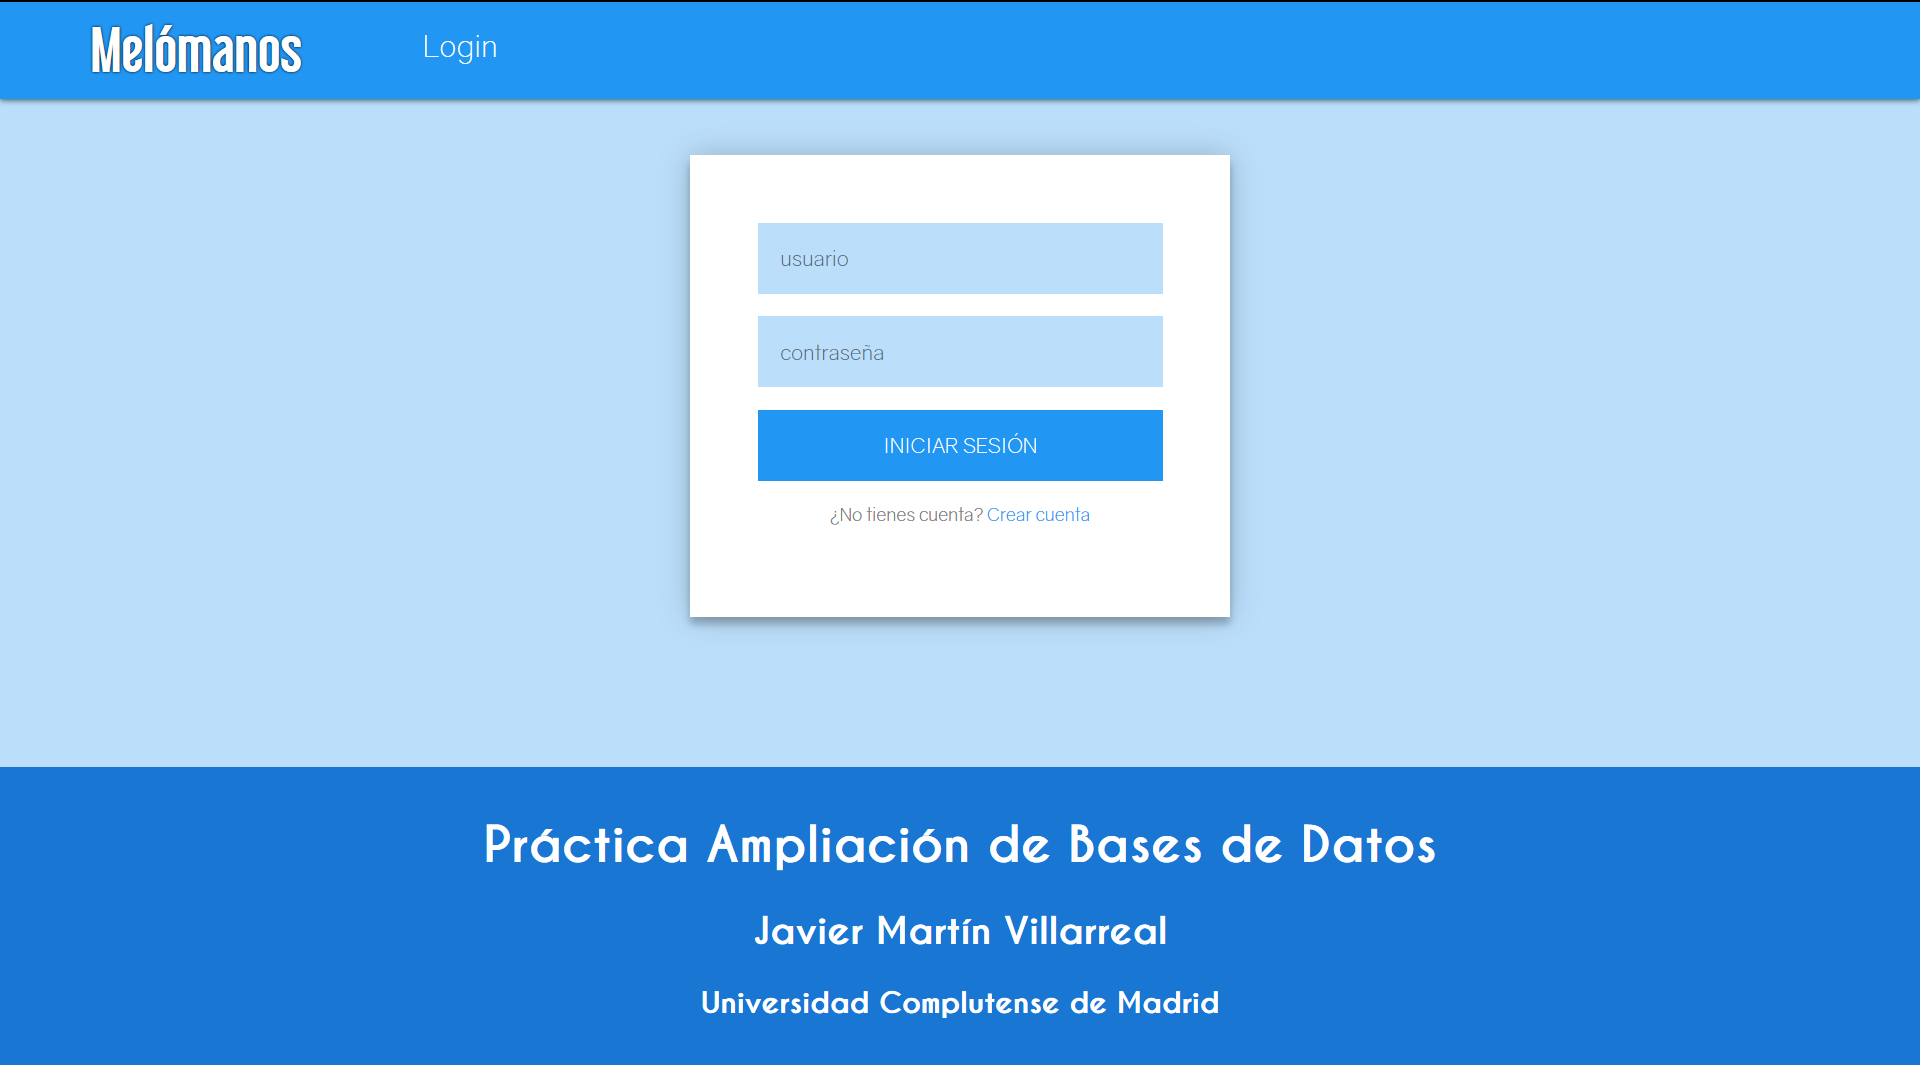 Melómanos
Login
usuario
contraseña
INICIAR SESIÓN
¿No tienes cuenta? Crear cuenta
Práctica Ampliación de Bases de Datos
Javier Martín Villarreal
Universidad Complutense de Madrid